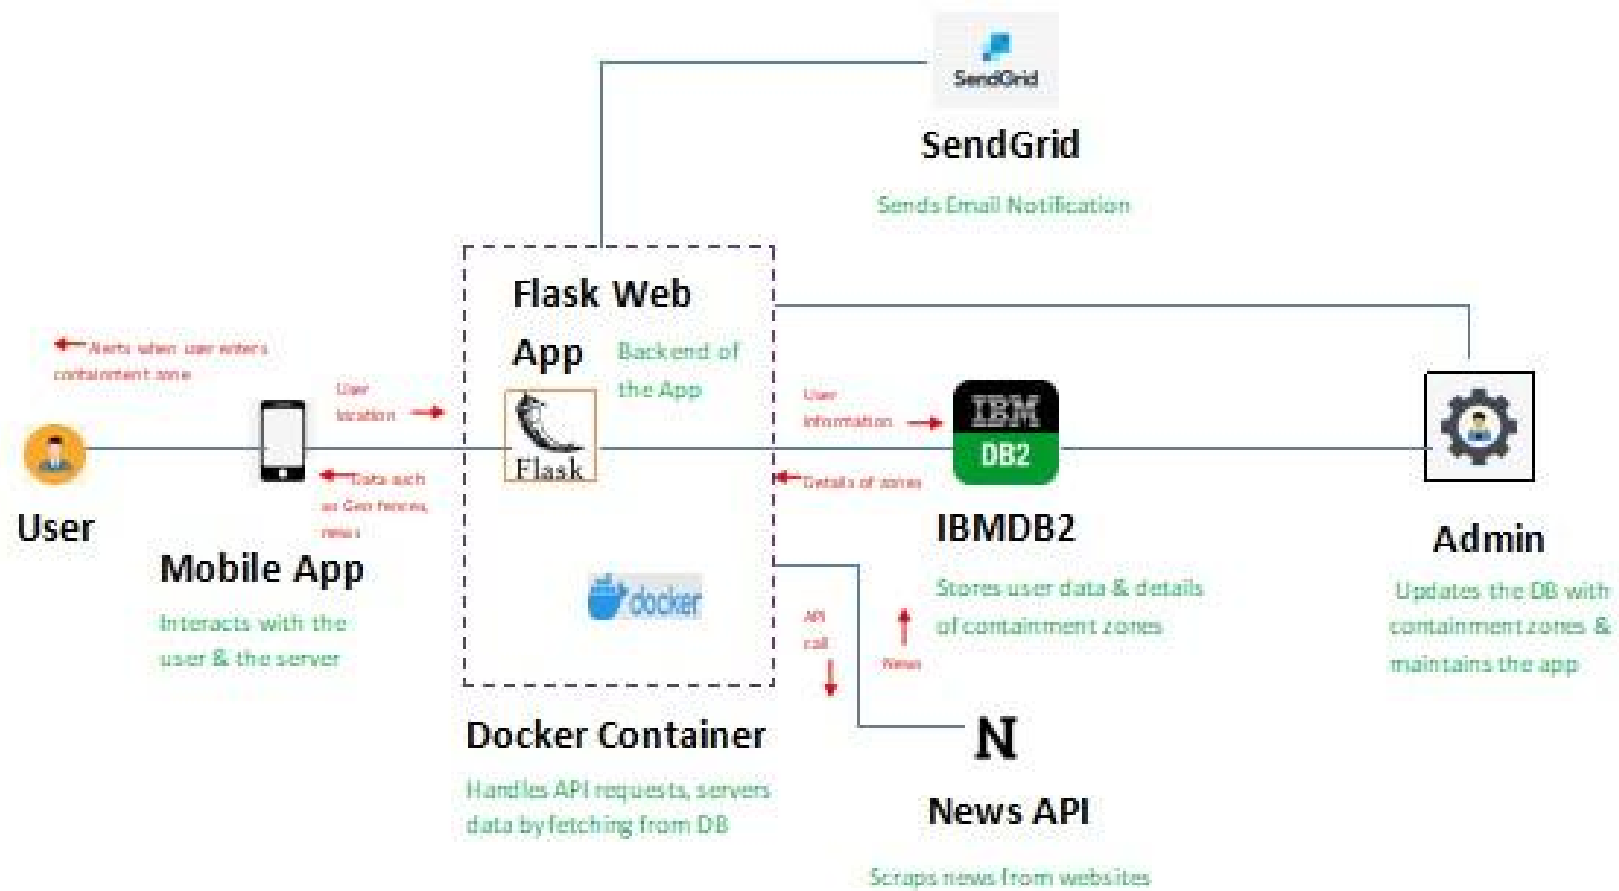 SendGrid
SendGrid
Sends Email Notification
Flask Web
App
Backend of
the App
Flask
docker
Docker Container
Handles API requests, servers
data by fetching from DB
Alerts when user enters
containment zone
User
Mobile App
Interacts with the
user & the server
User
location
Data such
as Geo fences,
news
User
Information
Details of zones
IBM
DB2
IBMDB2
Stores user data & details
of containment zones
API
call
News
N
News API
Scraps news from websites
Admin
Updates the DB with
containment zones &
maintains the app